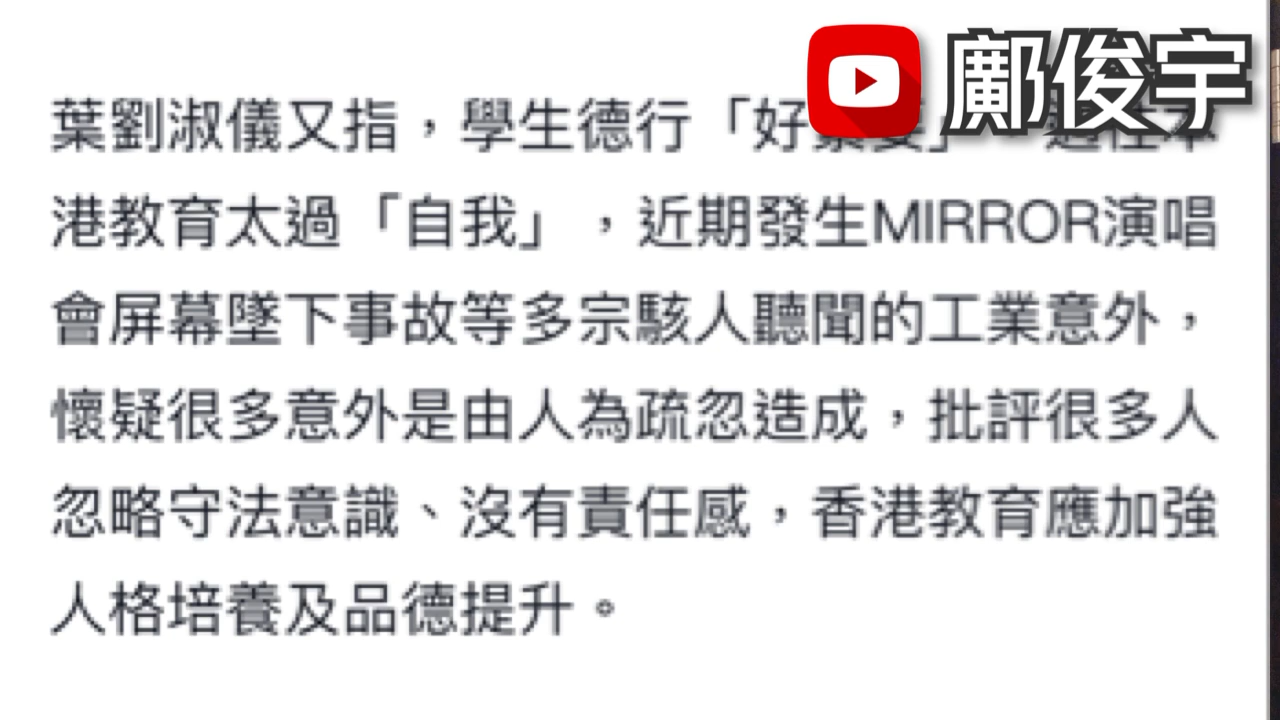 鄺俊宇
葉劉淑儀又指，學生德行「好緊要」
港教育太過「自我」，近期發生MIRROR演唱
會屏幕墜下事故等多宗駭人聽聞的工業意外，
懷疑很多意外是由人為疏忽造成，批評很多人
忽略守法意識、沒有責任感，香港教育應加強
人格培養及品德提升。